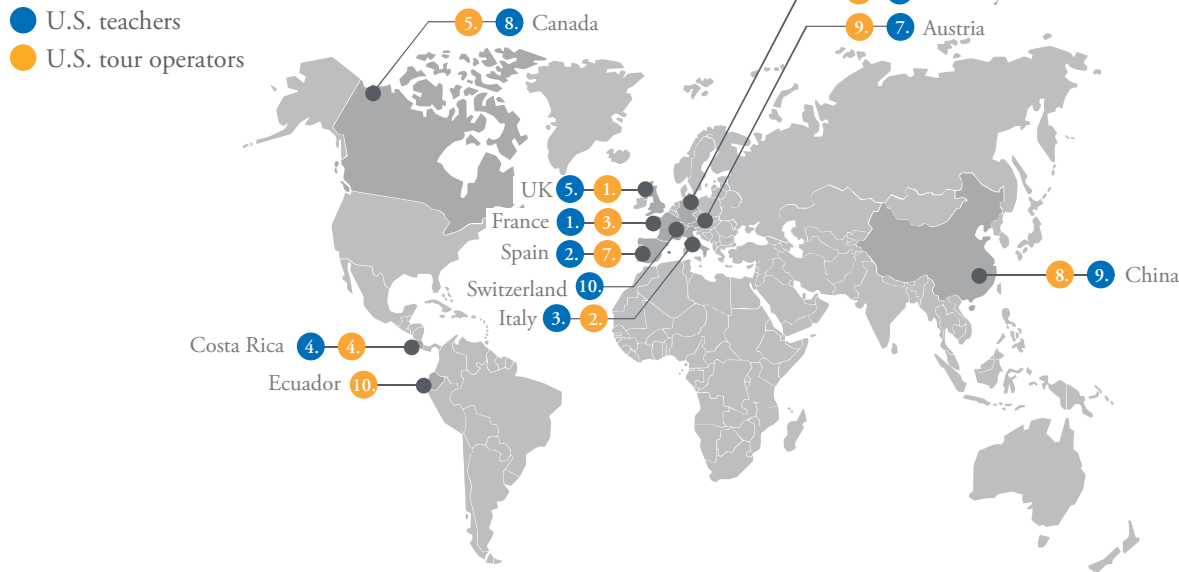 U.S. teachers
U.S. tour operators
5. 8. Canada
9. 7. Austria
UK 5. 1.
France 1. 3.
Spain 2. 7.
Switzerland 10.
Italy 3. 2.
8. 9. China
Costa Rica 4. 4.
Ecuador 10.